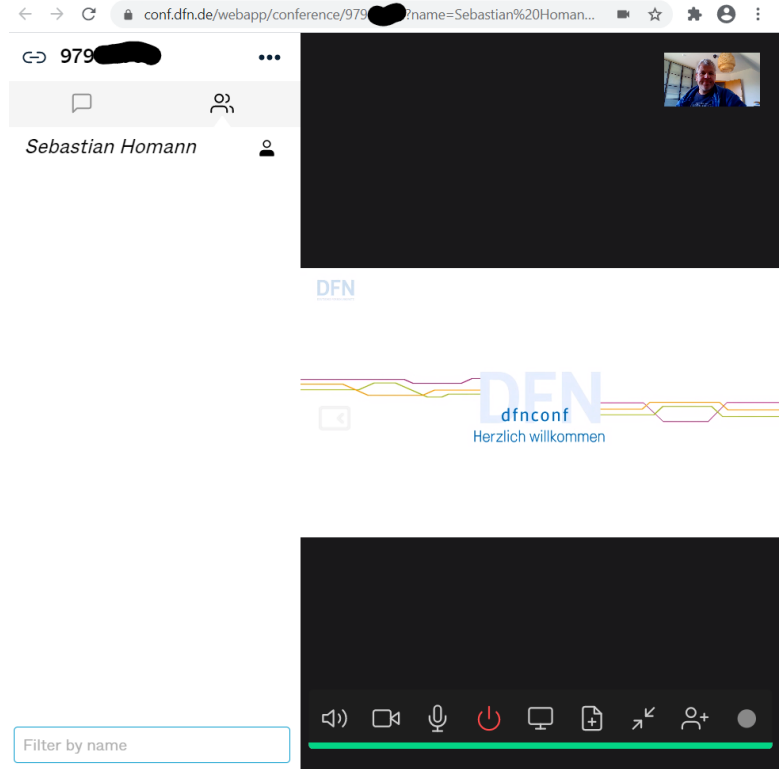 conf.dfn.de/webapp/conference/979 ?name=Sebastian%20Homan...
979
Sebastian Homann
DFN
DFN
dfnconf
Herzlich willkommen
Filter by name